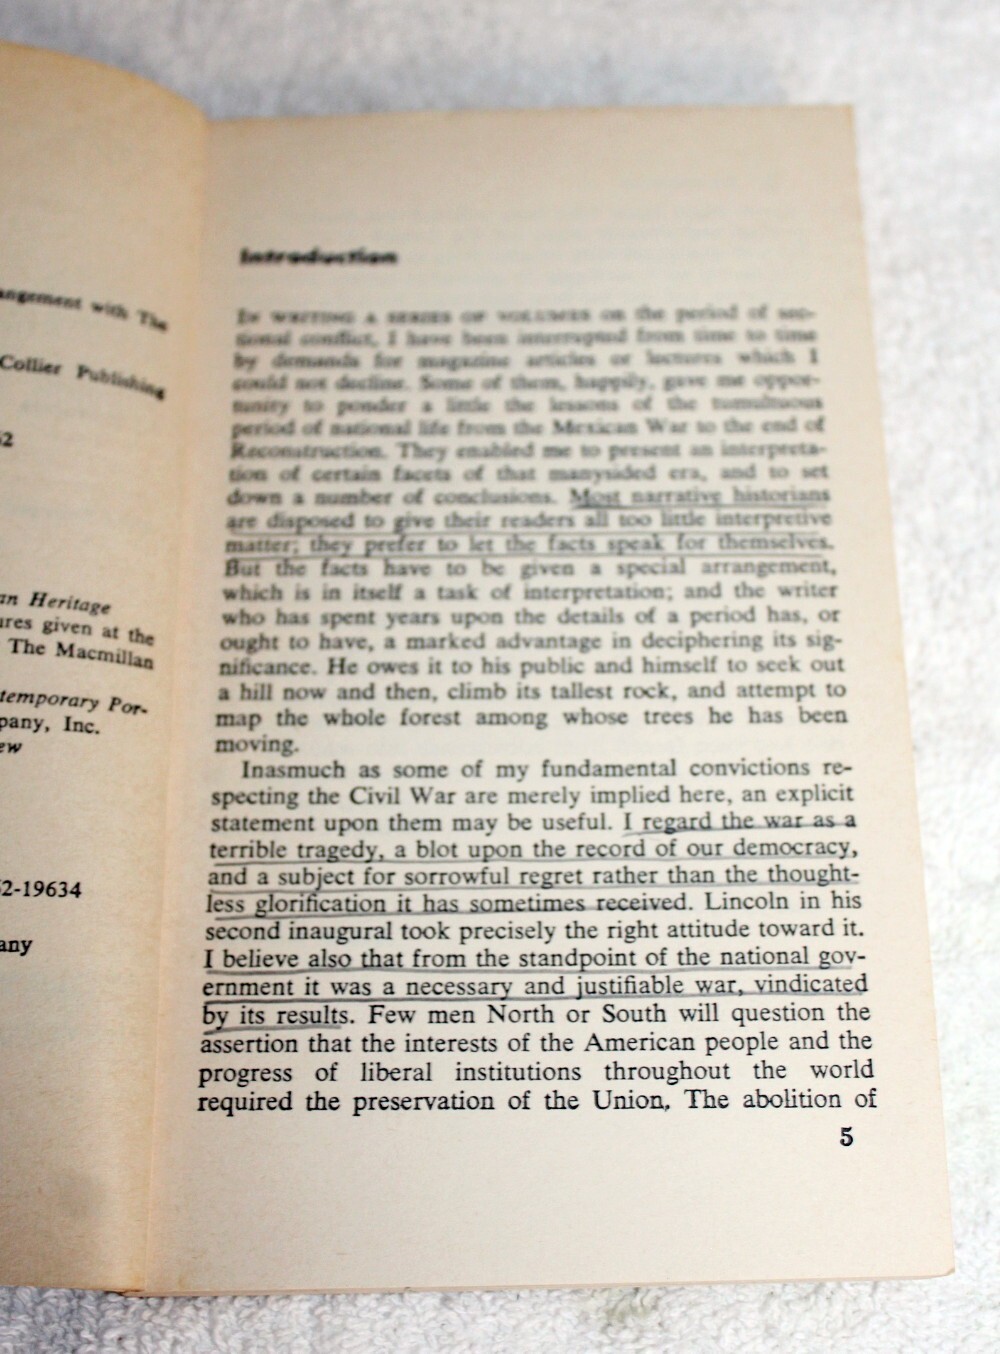 angement with The
Collier Publishing
62
an Heritage
ures given at the
The Macmillan
temporary Por-
pany, Inc.
ew
62-19634
any
Introduction
IN WRITING A SERIES OF VOLUMES on the period of sec-
tional conflict, I have been interrupted from time to time
by demands for magazine articles or lectures which I
could not decline. Some of them, happily, gave me oppor-
tunity to ponder a little the lessons of the tumultuous
period of national life from the Mexican War to the end of
Reconstruction. They enabled me to present an interpreta-
tion of certain facets of that manysided era, and to set
down a number of conclusions. Most narrative historians
are disposed to give their readers all too little interpretive
matter; they prefer to let the facts speak for themselves.
But the facts have to be given a special arrangement,
which is in itself a task of interpretation; and the writer
who has spent years upon the details of a period has, or
ought to have, a marked advantage in deciphering its sig-
nificance. He owes it to his public and himself to seek out
a hill now and then, climb its tallest rock, and attempt to
map the whole forest among whose trees he has been
moving.
Inasmuch as some of my fundamental convictions re-
specting the Civil War are merely implied here, an explicit
statement upon them may be useful. I regard the war as a
terrible tragedy, a blot upon the record of our democracy,
and a subject for sorrowful regret rather than the thought-
less glorification it has sometimes received. Lincoln in his
second inaugural took precisely the right attitude toward it.
I believe also that from the standpoint of the national gov-
ernment it was a necessary and justifiable war, vindicated
by its results. Few men North or South will question the
assertion that the interests of the American people and the
progress of liberal institutions throughout the world
required the preservation of the Union. The abolition of
5